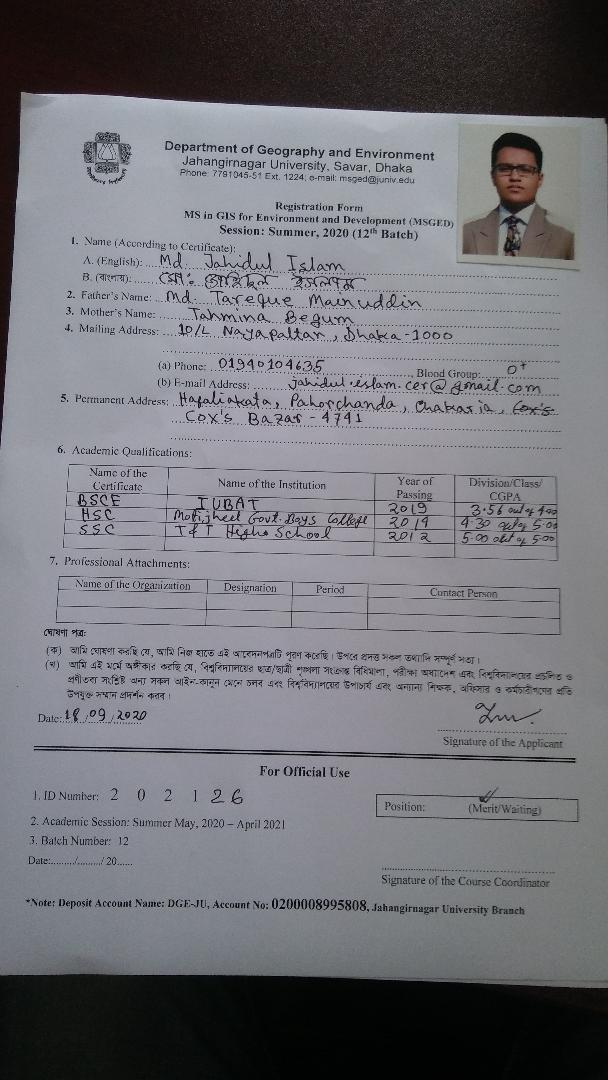 Department of Geography and Environment
Jahangirnagar University, Savar, Dhaka
Phone: 7791045-51 Ext. 1224; e-mail: msged@juniv.edu
Registration Form
MS in GIS for Environment and Development (MSGED)
Session: Summer, 2020 (12th Batch)
1. Name (According to Certificate):
A. (English): Md. Jahidul Islam
B. (বাংলায়): মোঃ জাহিদুল ইসলাম
2. Father's Name: Md. Tareque Mainuddin
3. Mother's Name: Tahmina Begum
4. Mailing Address: 10/L Nayapaltan, Dhaka-1000
(a) Phone: 01940104635, Blood Group: O+
(b) E-mail Address: jahidul.eslam.cer@gmail.com
5. Permanent Address: Hafaliakata, Pahorchanda, Chakaria, Cox's
Cox's Bazar - 4741
6. Academic Qualifications:
Name of the Certificate Name of the Institution Year of Passing Division/Class/ CGPA
BSCE IUBAT 2019 3.56 out of 4.00
HSC Motijheel Govt. Boys College 2014 4.30 out of 5.00
SSC T&T High School 2012 5.00 out of 5.00
7. Professional Attachments:
Name of the Organization Designation Period Contact Person
ঘোষণা পত্র:
(ক) আমি ঘোষণা করছি যে, আমি নিজ হাতে এই আবেদনপত্রটি পূরণ করেছি। উপরে প্রদত্ত সকল তথ্যাদি সম্পূর্ণ সত্য।
(খ) আমি এই মর্মে অঙ্গীকার করছি যে, বিশ্ববিদ্যালয়ের ছাত্র/ছাত্রী শৃঙ্খলা সংক্রান্ত বিধিমালা, পরীক্ষা অধ্যাদেশ এবং বিশ্ববিদ্যালয়ের প্রচলিত ও
প্রণীতব্য সংশ্লিষ্ট অন্য সকল আইন-কানুন মেনে চলব এবং বিশ্ববিদ্যালয়ের উপাচার্য এবং অন্যান্য শিক্ষক, অফিসার ও কর্মচারীগণের প্রতি
উপযুক্ত সম্মান প্রদর্শন করব।
Date: 18/09/2020
Signature of the Applicant
For Official Use
1. ID Number: 2 0 2 1 2 6
Position: (Merit/Waiting)
2. Academic Session: Summer May, 2020 – April 2021
3. Batch Number: 12
Date:........./........./ 20......
Signature of the Course Coordinator
*Note: Deposit Account Name: DGE-JU, Account No: 0200008995808, Jahangirnagar University Branch